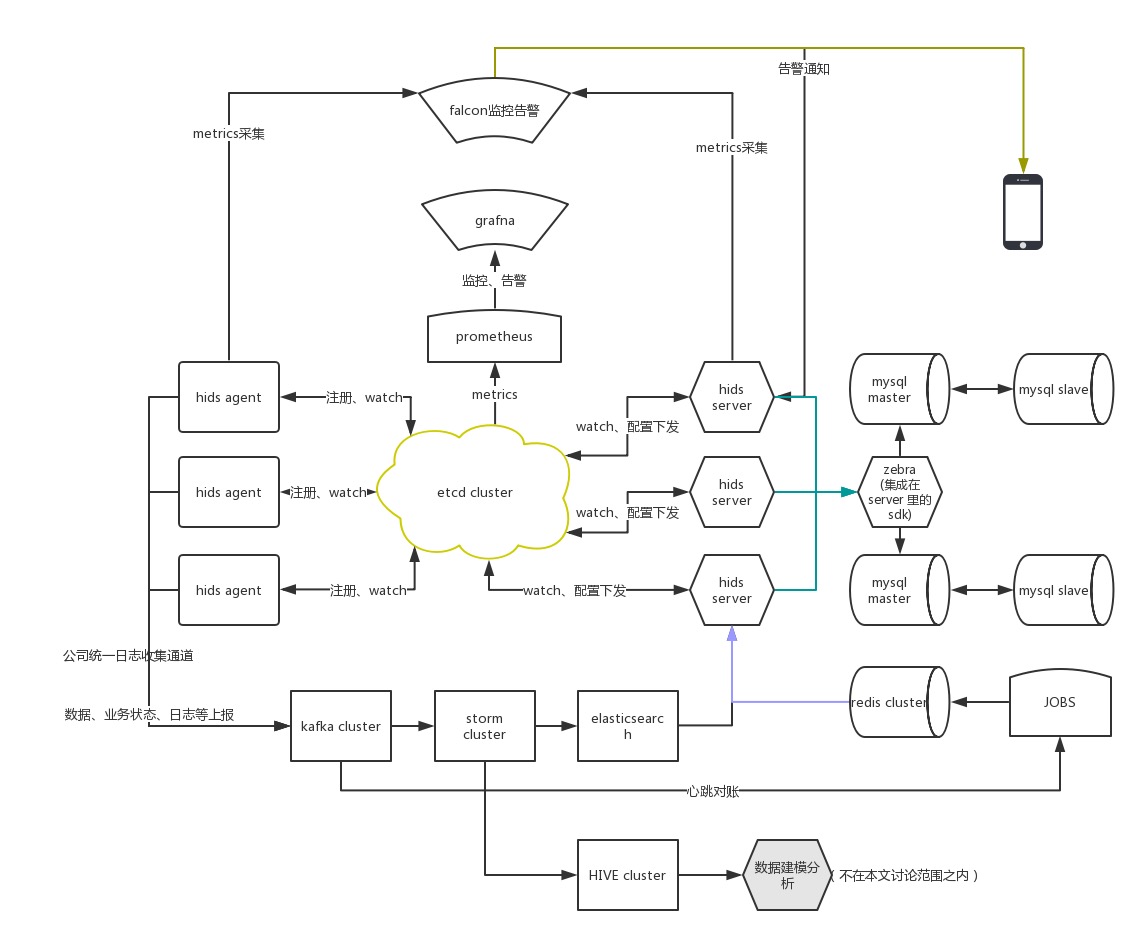 告警通知
falcon监控告警
metrics采集
metrics采集
grafna
监控、告警
prometheus
metrics
hids agent
注册、watch
hids
server
watch、配置下发
mysql
master
mysql slave
hids agent
注册、watch
etcd cluster
hids
server
watch、配置下发
zebra
(集成在
server 里的
sdk)
hids agent
注册、watch
watch、配置下发
hids
server
mysql
master
mysql slave
公司统一日志收集通道
数据、业务状态、日志等上报
kafka cluster
storm
cluster
elasticsearc
h
redis cluster
JOBS
心跳对账
HIVE cluster
数据建模分
析
（不在本文讨论范围之内）